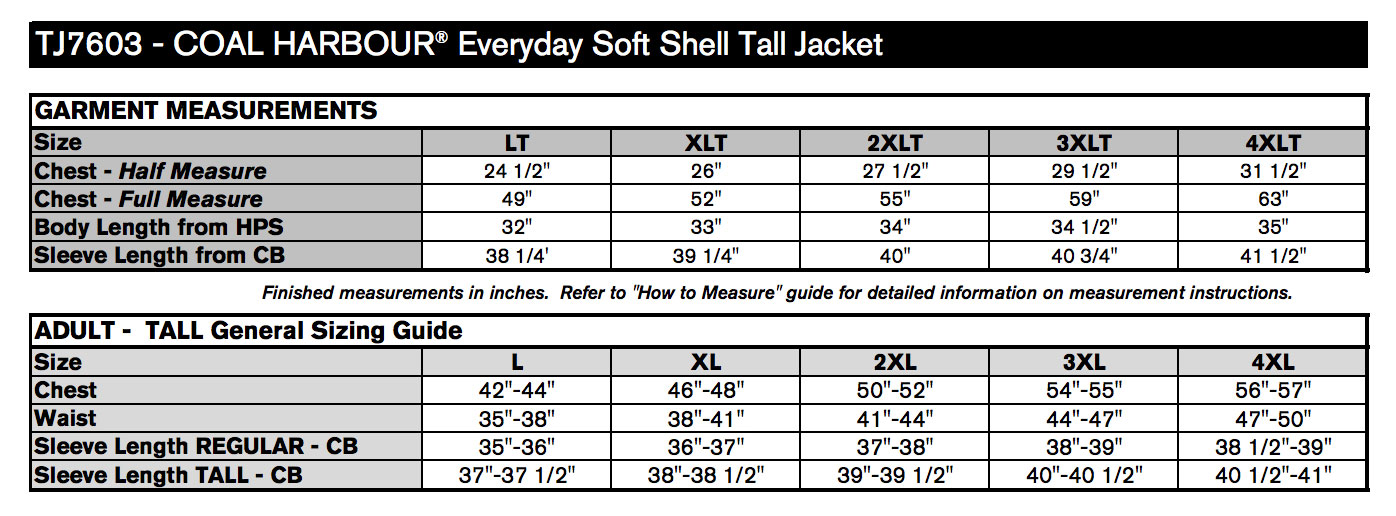 TJ7603 - COAL HARBOUR® Everyday Soft Shell Tall Jacket
GARMENT MEASUREMENTS
Size LT XLT 2XLT 3XLT 4XLT
Chest - Half Measure 24 1/2" 26" 27 1/2" 29 1/2" 31 1/2"
Chest - Full Measure 49" 52" 55" 59" 63"
Body Length from HPS 32" 33" 34" 34 1/2" 35"
Sleeve Length from CB 38 1/4' 39 1/4" 40" 40 3/4" 41 1/2"
Finished measurements in inches. Refer to "How to Measure" guide for detailed information on measurement instructions.
ADULT - TALL General Sizing Guide
Size L XL 2XL 3XL 4XL
Chest 42"-44" 46"-48" 50"-52" 54"-55" 56"-57"
Waist 35"-38" 38"-41" 41"-44" 44"-47" 47"-50"
Sleeve Length REGULAR - CB 35"-36" 36"-37" 37"-38" 38"-39" 38 1/2"-39"
Sleeve Length TALL - CB 37"-37 1/2" 38"-38 1/2" 39"-39 1/2" 40"-40 1/2" 40 1/2"-41"